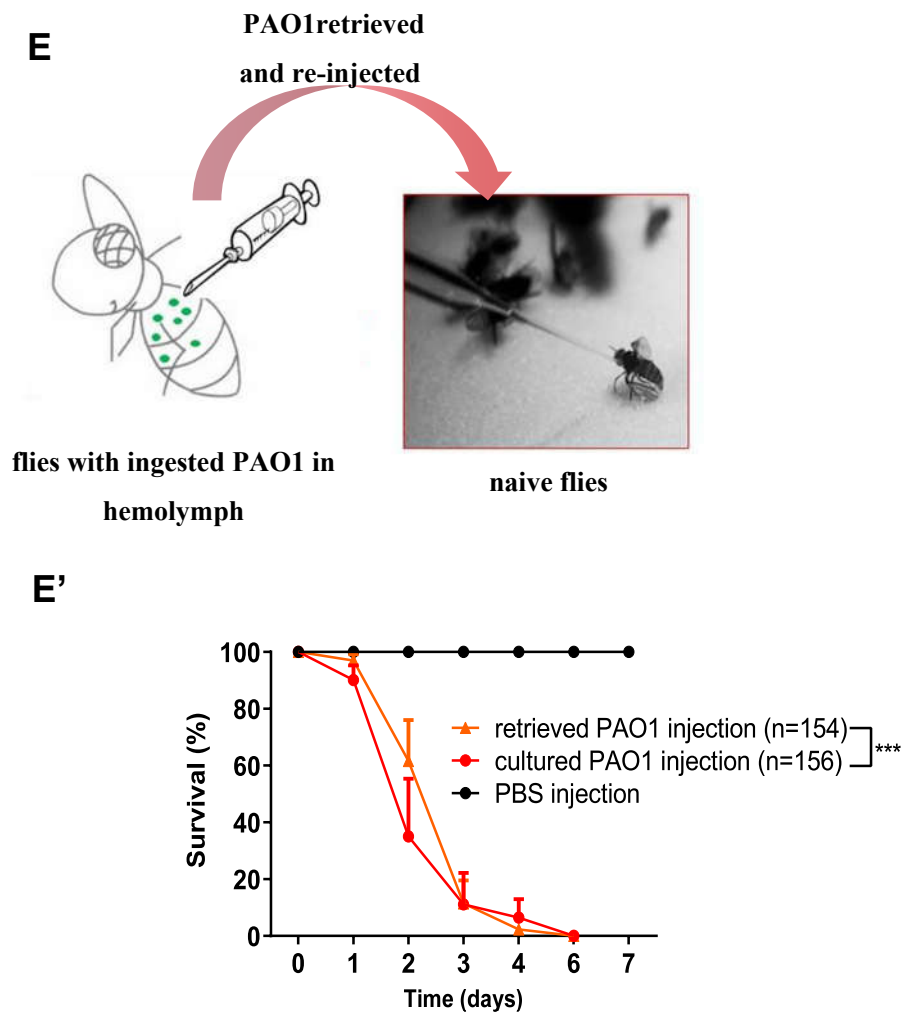 E
PAO1retrieved
and re-injected
flies with ingested PAO1 in
hemolymph
naive flies
E’
100
80
60
40
20
0
Survival (%)
retrieved PAO1 injection (n=154)
cultured PAO1 injection (n=156)
***
PBS injection
0 1 2 3 4 6 7
Time (days)